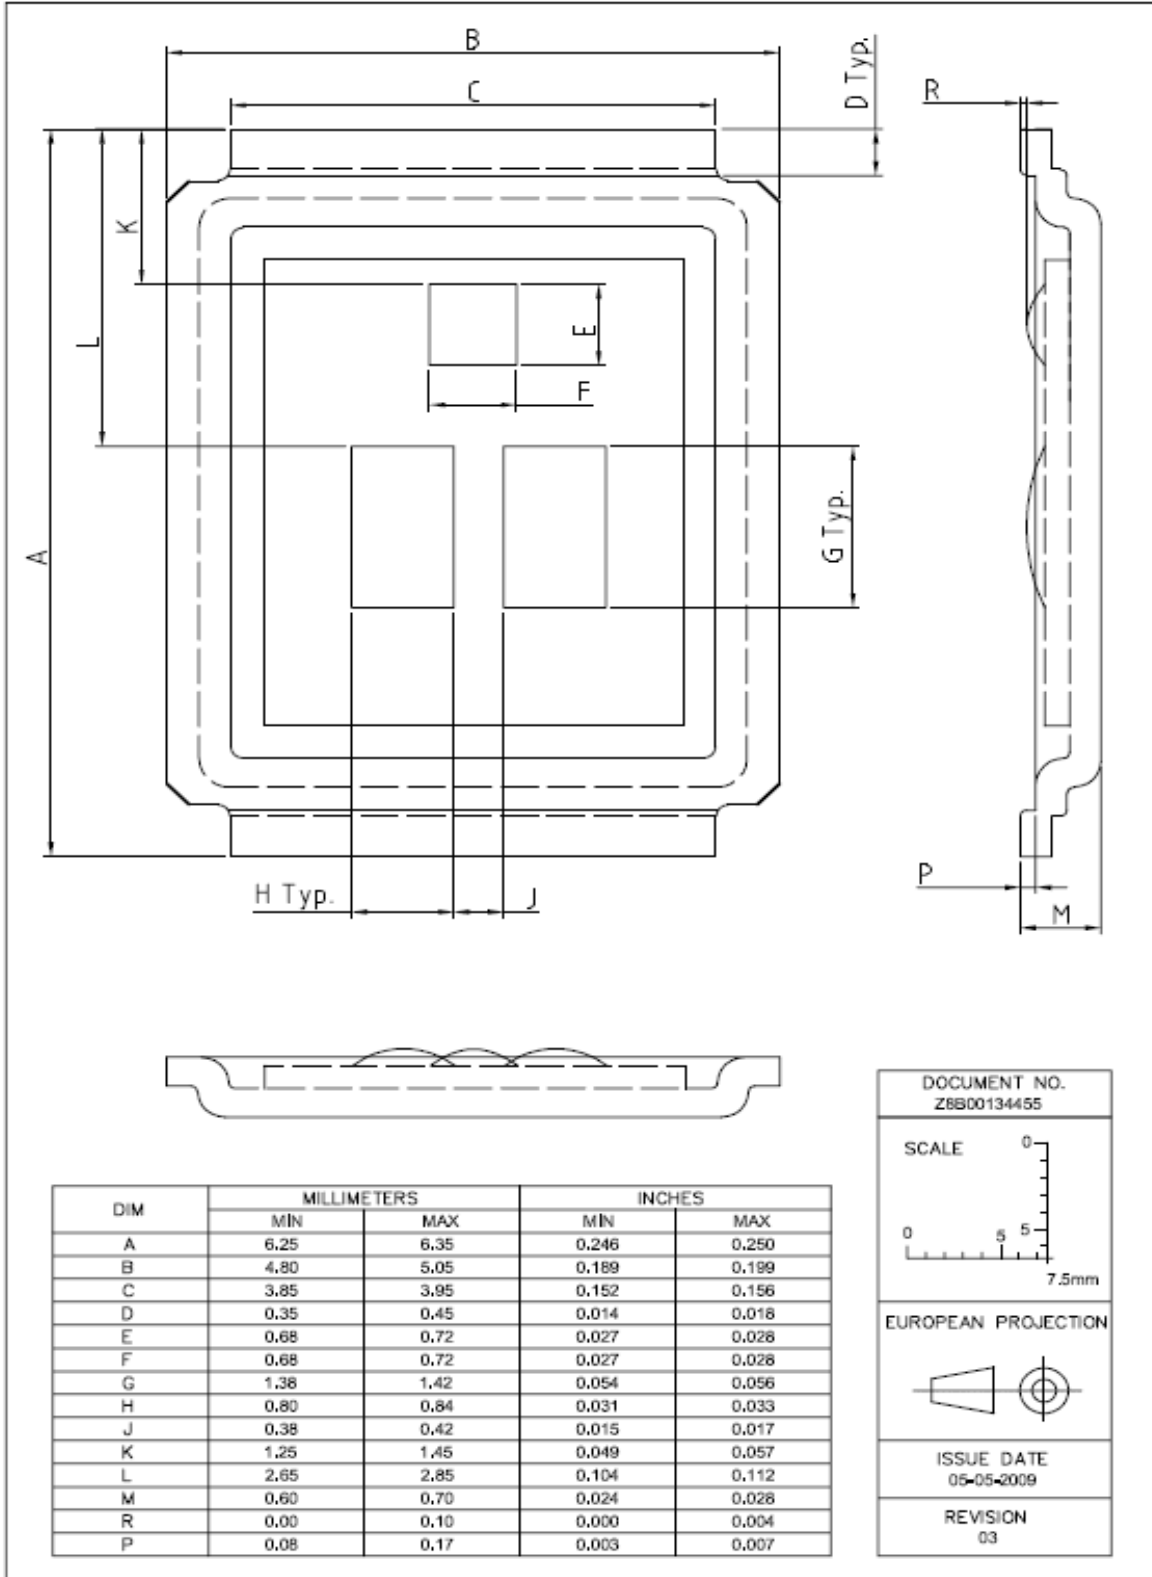 B
C
D Typ.
R
K
L
E
F
A
G Typ.
H Typ.
J
P
M
DOCUMENT NO.
Z8B00134455
SCALE
0
0 5 5
7.5mm
EUROPEAN PROJECTION
ISSUE DATE
05-05-2009
REVISION
03
DIM MILLIMETERS INCHES
MIN MAX MIN MAX
A 6.25 6.35 0.246 0.250
B 4.80 5.05 0.189 0.199
C 3.85 3.95 0.152 0.156
D 0.35 0.45 0.014 0.018
E 0.68 0.72 0.027 0.028
F 0.68 0.72 0.027 0.028
G 1.38 1.42 0.054 0.056
H 0.80 0.84 0.031 0.033
J 0.38 0.42 0.015 0.017
K 1.25 1.45 0.049 0.057
L 2.65 2.85 0.104 0.112
M 0.60 0.70 0.024 0.028
R 0.00 0.10 0.000 0.004
P 0.08 0.17 0.003 0.007